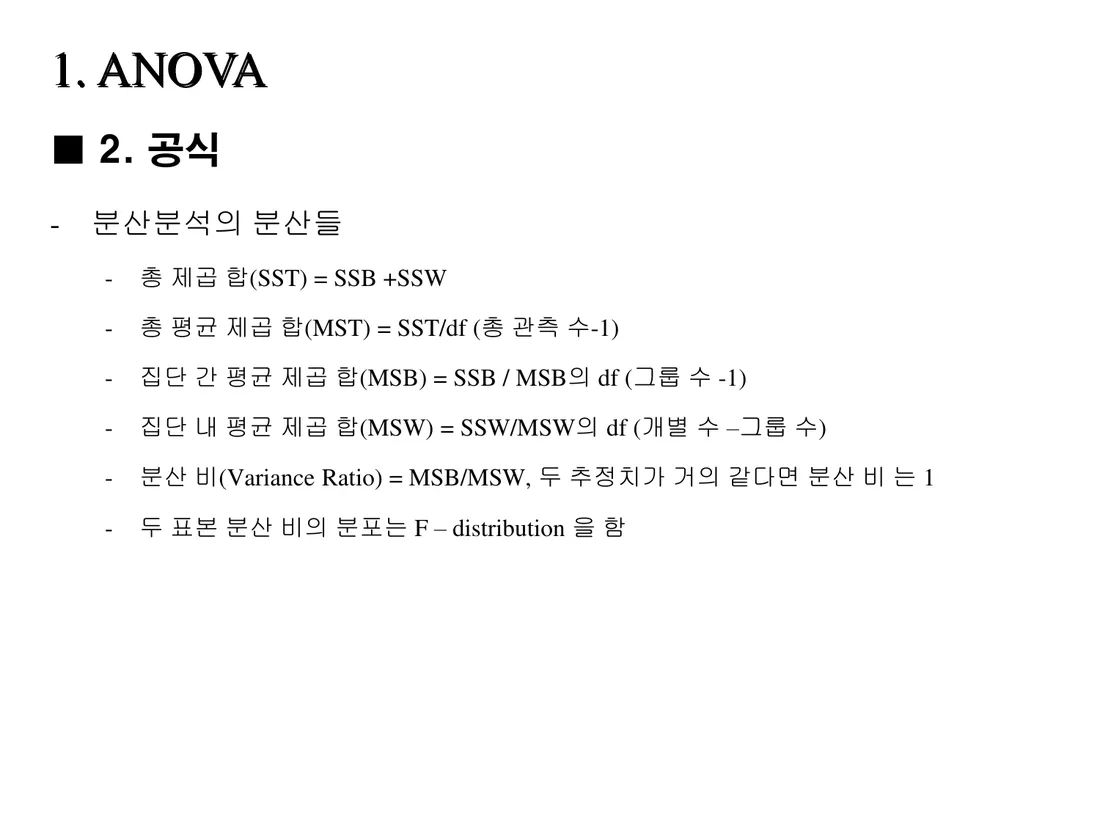 1. ANOVA
■ 2. 공식
- 분산분석의 분산들
- 총 제곱 합(SST) = SSB +SSW
- 총 평균 제곱 합(MST) = SST/df (총 관측 수-1)
- 집단 간 평균 제곱 합(MSB) = SSB / MSB의 df (그룹 수 -1)
- 집단 내 평균 제곱 합(MSW) = SSW/MSW의 df (개별 수 –그룹 수)
- 분산 비(Variance Ratio) = MSB/MSW, 두 추정치가 거의 같다면 분산 비 는 1
- 두 표본 분산 비의 분포는 F – distribution 을 함